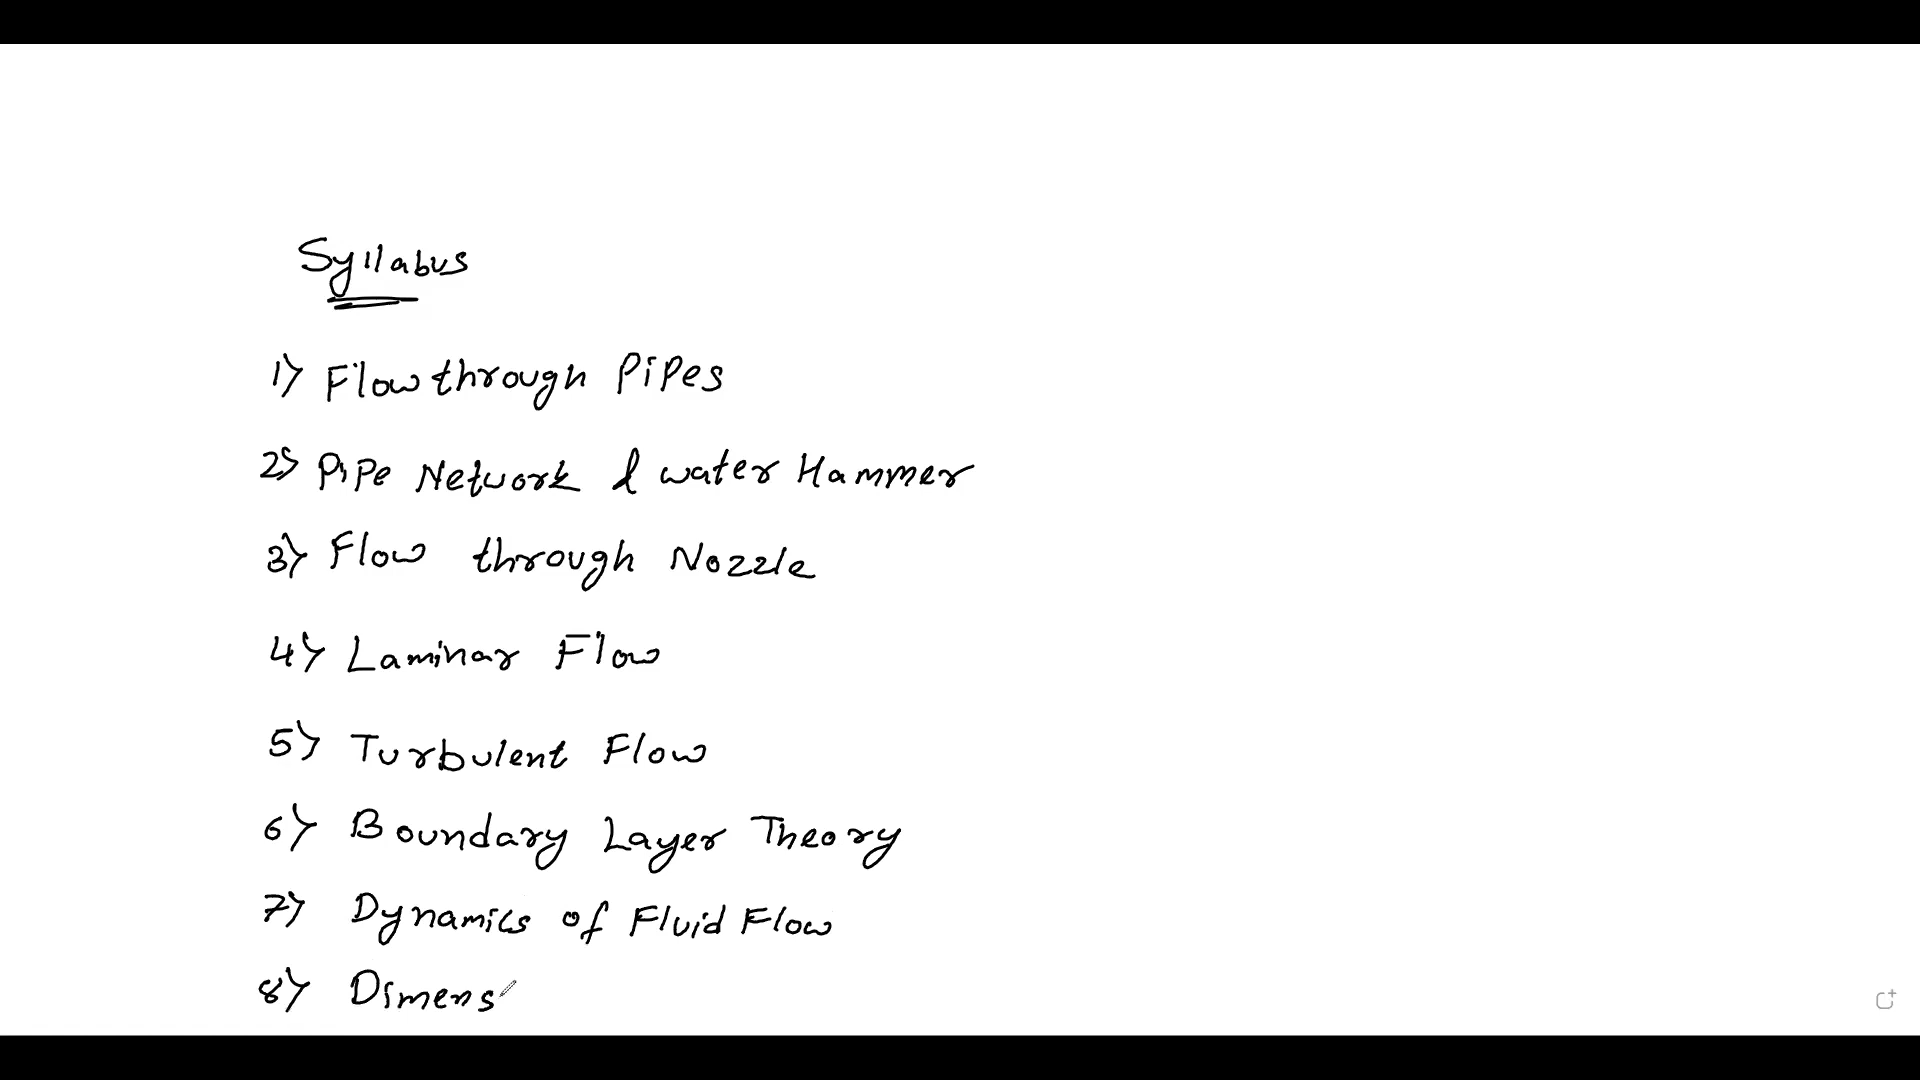 Syllabus
1) Flow through Pipes
2) Pipe Network & water Hammer
3) Flow through Nozzle
4) Laminar Flow
5) Turbulent Flow
6) Boundary Layer Theory
7) Dynamics of Fluid Flow
8) Dimens